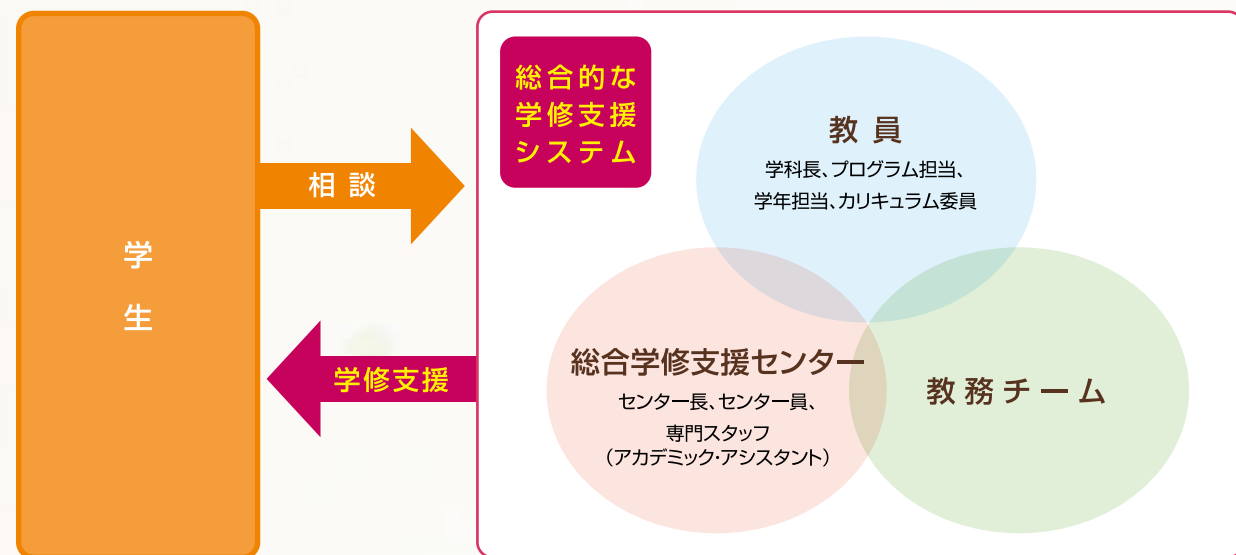 学
生
相談
学修支援
総合的な
学修支援
システム
教員
学科長、プログラム担当、
学年担当、カリキュラム委員
総合学修支援センター
センター長、センター員、
専門スタッフ
（アカデミック・アシスタント）
教務チーム